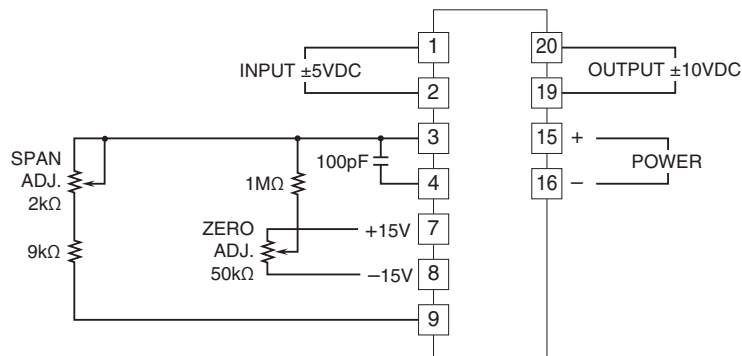 1
20
INPUT ±5VDC
OUTPUT ±10VDC
2
19
3
15
+
SPAN
ADJ.
2kΩ
100pF
POWER
1MΩ
4
16
–
ZERO
ADJ.
50kΩ
+15V
7
9kΩ
–15V
8
9